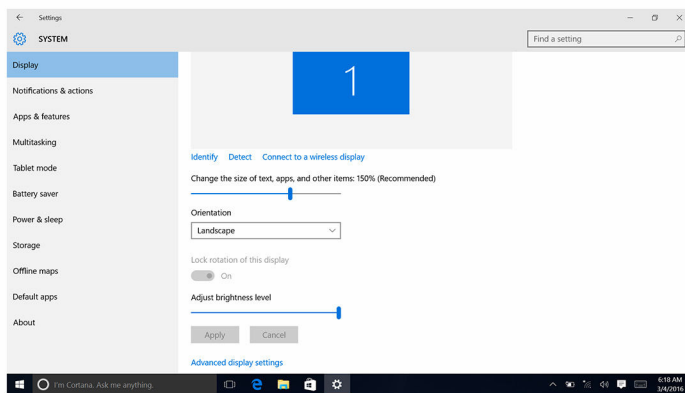 Settings
SYSTEM
Find a setting
Display
Notifications & actions
Apps & features
Multitasking
Tablet mode
Battery saver
Power & sleep
Storage
Offline maps
Default apps
About
1
Identify Detect Connect to a wireless display
Change the size of text, apps, and other items: 150% (Recommended)
Orientation
Landscape
Lock rotation of this display
On
Adjust brightness level
Apply Cancel
Advanced display settings
I'm Cortana. Ask me anything.
6:18 AM
3/4/2016